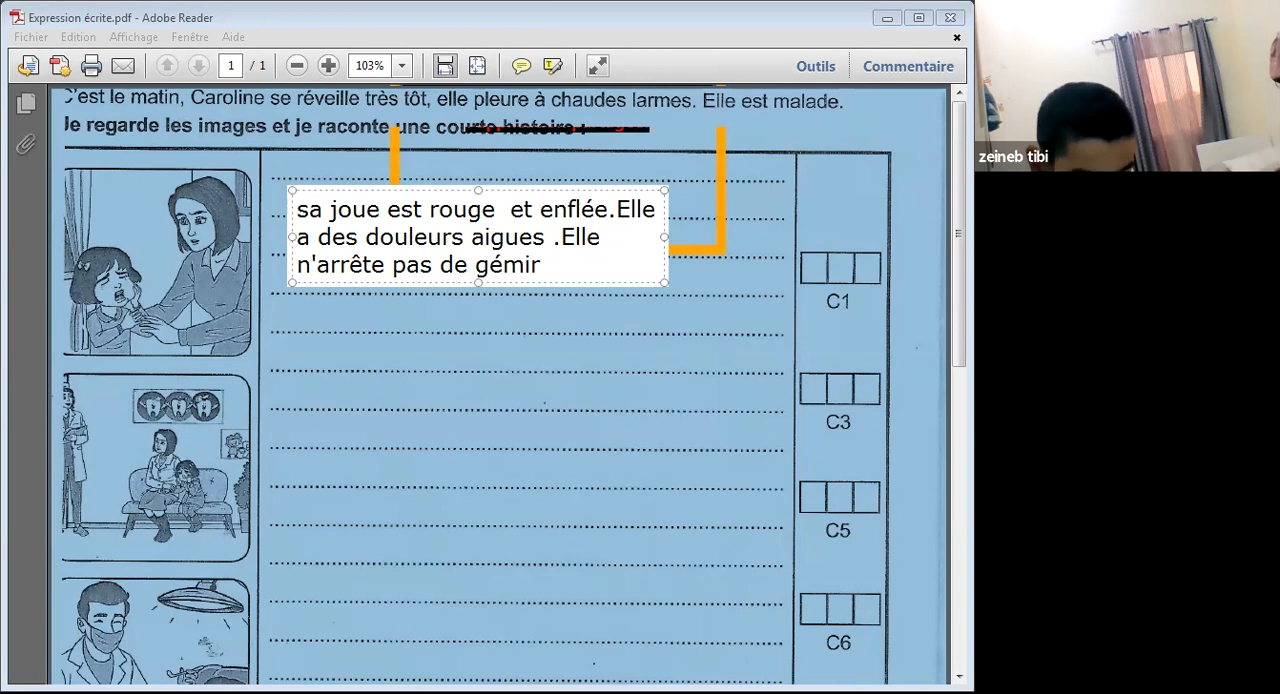 Expression écrite.pdf - Adobe Reader
Fichier Edition Affichage Fenêtre Aide
1 / 1 103% Outils Commentaire
C'est le matin, Caroline se réveille très tôt, elle pleure à chaudes larmes. Elle est malade.
Je regarde les images et je raconte une courte histoire :
sa joue est rouge et enflée.Elle
a des douleurs aigues .Elle
n'arrête pas de gémir
C1
C3
C5
C6
zeineb tibi